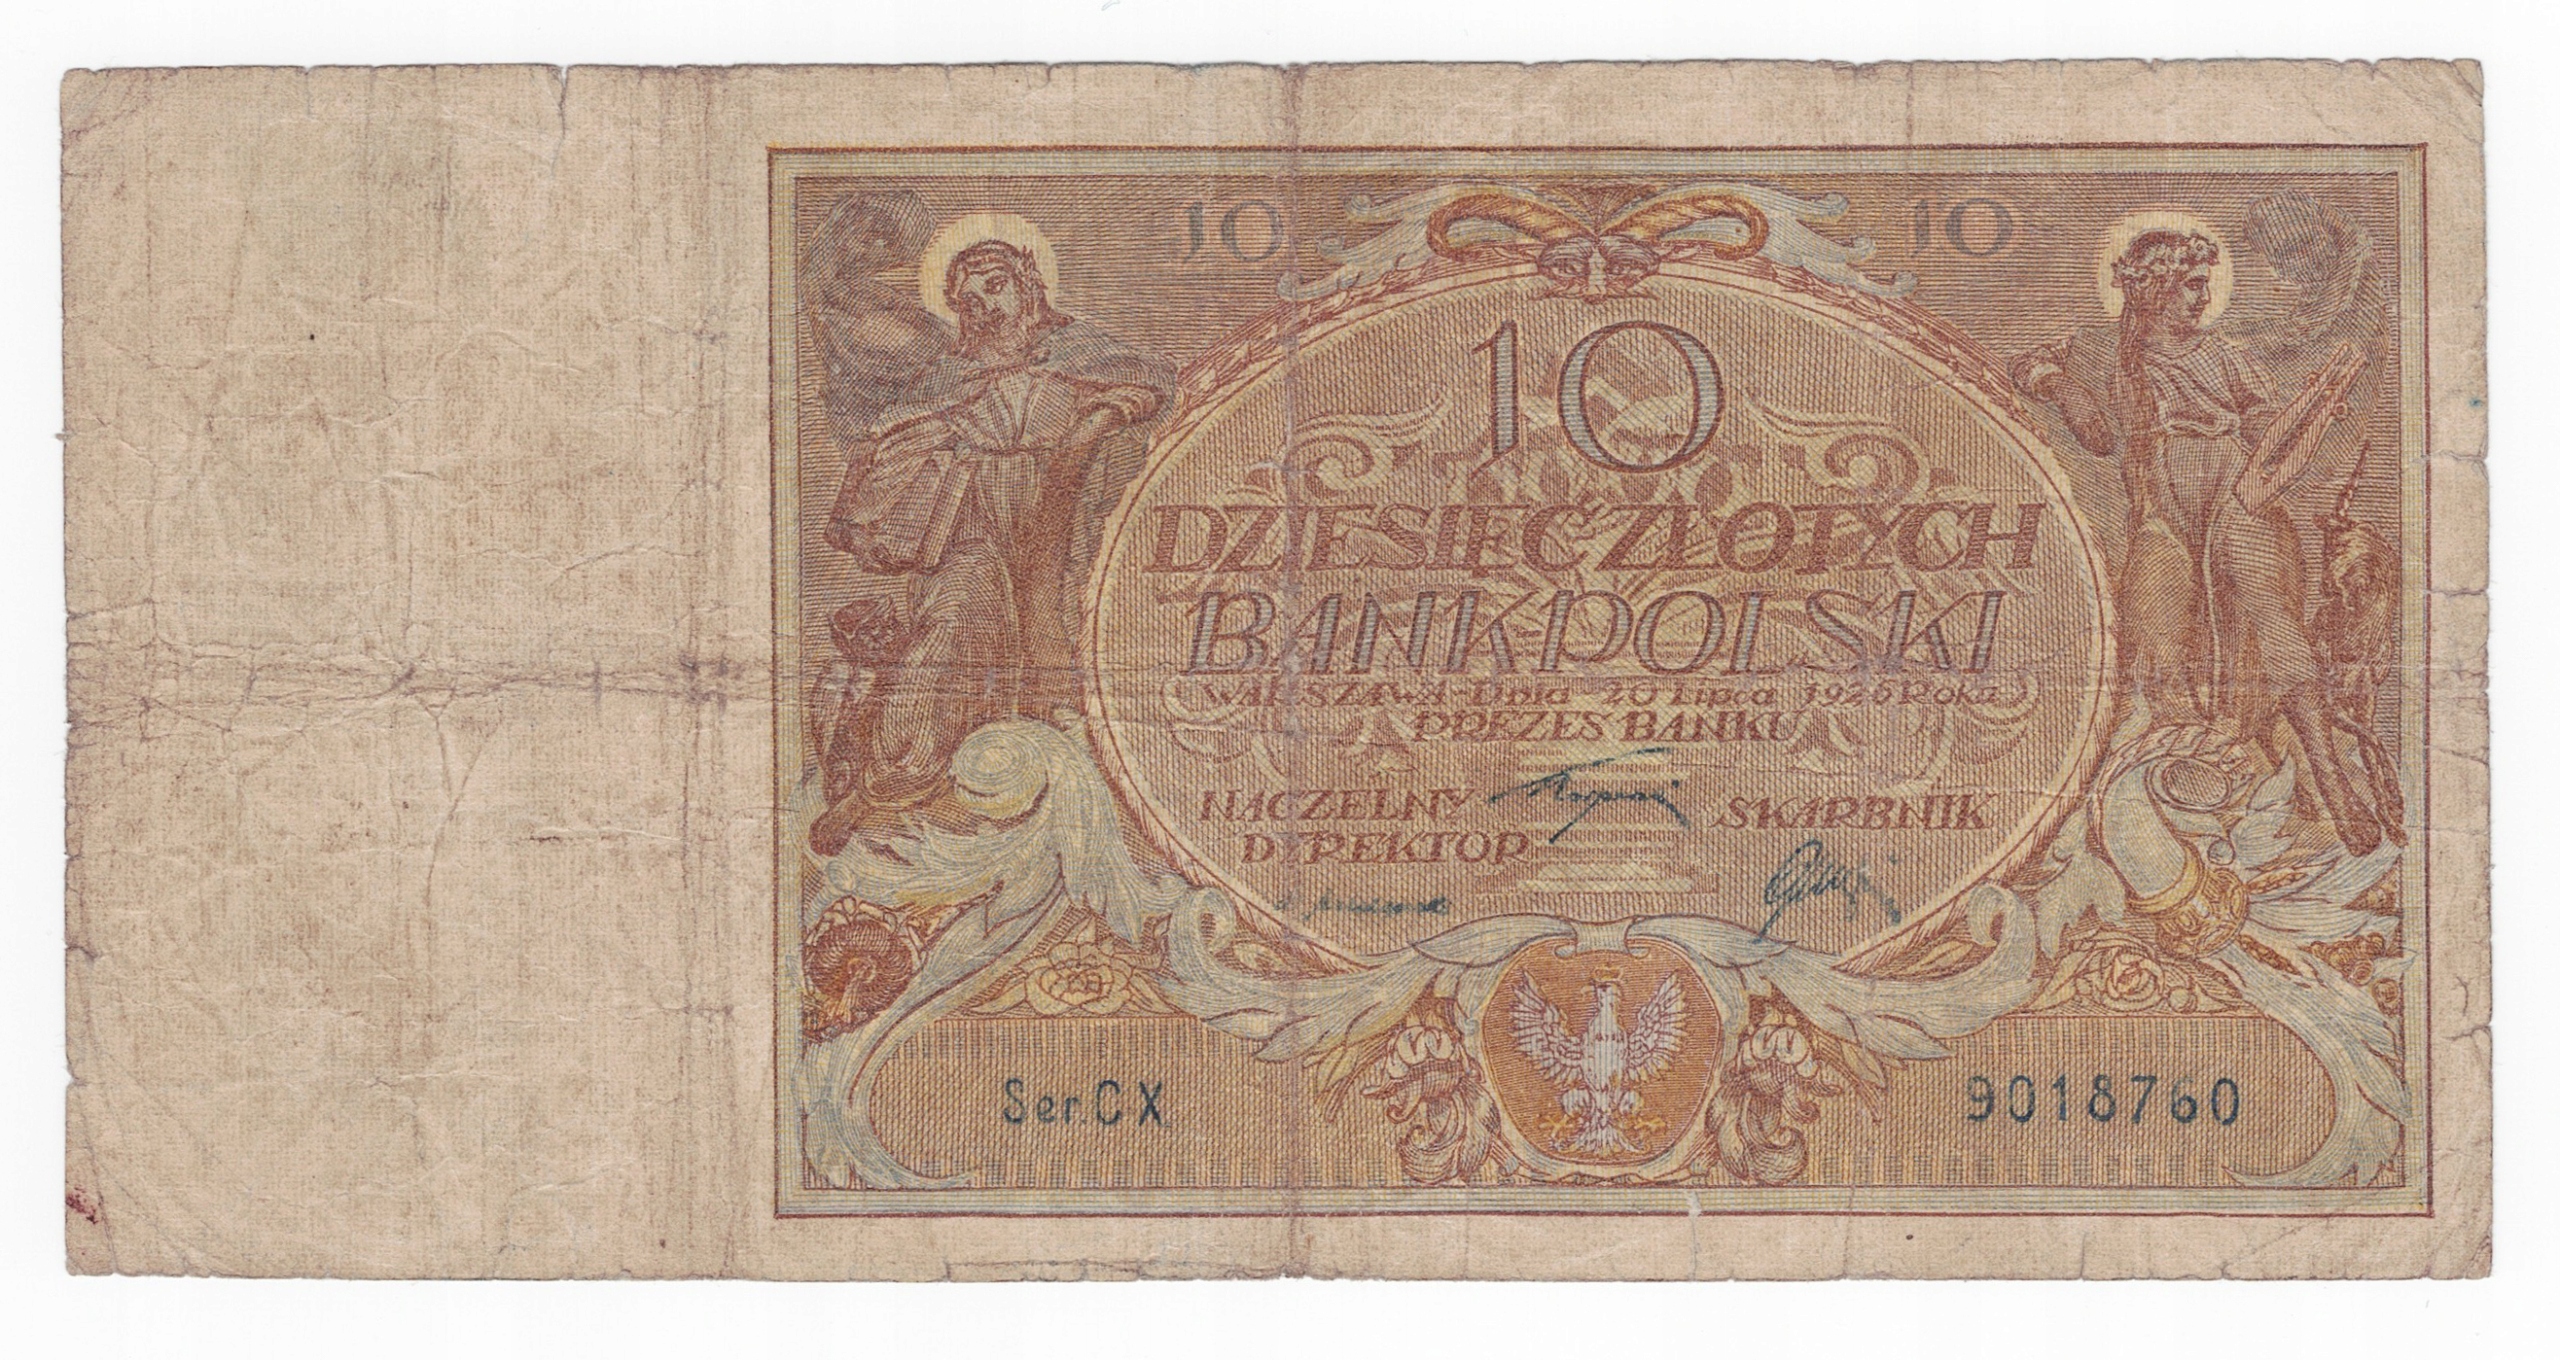 10 10
10
DZIESIĘĆ ZŁOTYCH
BANK POLSKI
WARSZAWA - Dnia 20 Lipca 1926 Roku
PREZES BANKU
NACZELNY SKARBNIK
DYREKTOR
Ser. CX 9018760